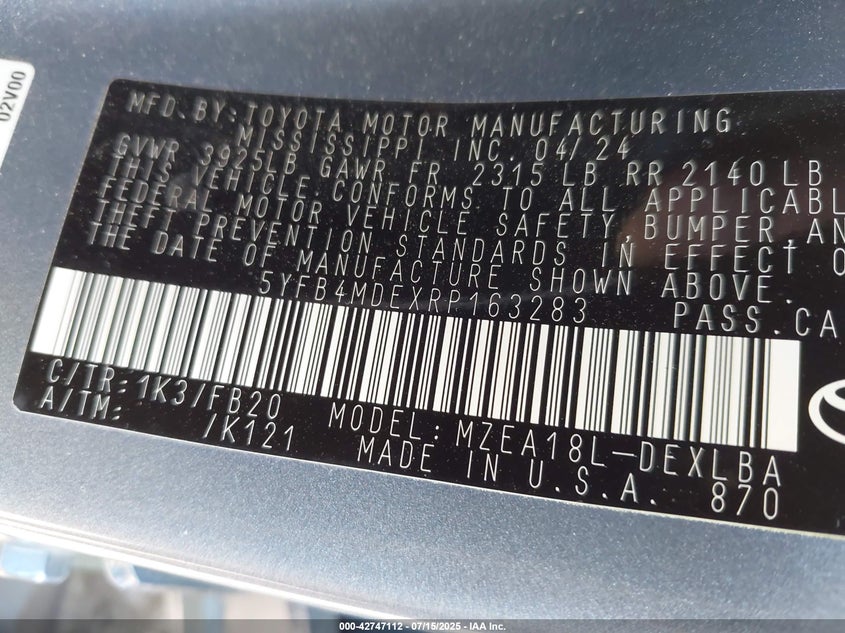 02V00
MFD.BY:TOYOTA MOTOR MANUFACTURING
MISSISSIPPI, INC. 04/24
GVWR 3925LB GAWR FR 2315 LB RR 2140 LB
THIS VEHICLE CONFORMS TO ALL APPLICABL
FEDERAL MOTOR VEHICLE SAFETY,BUMPER,AN
THEFT PREVENTION STANDARDS IN EFFECT O
THE DATE OF MANUFACTURE SHOWN ABOVE.
5YFB4MDEXRP163283 PASS.CA
C/TR:1K3/FB20 MODEL:MZEA18L-DEXLBA
A/TM: /K121 MADE IN U.S.A. 870
000-42747112 - 07/15/2025 - IAA Inc.